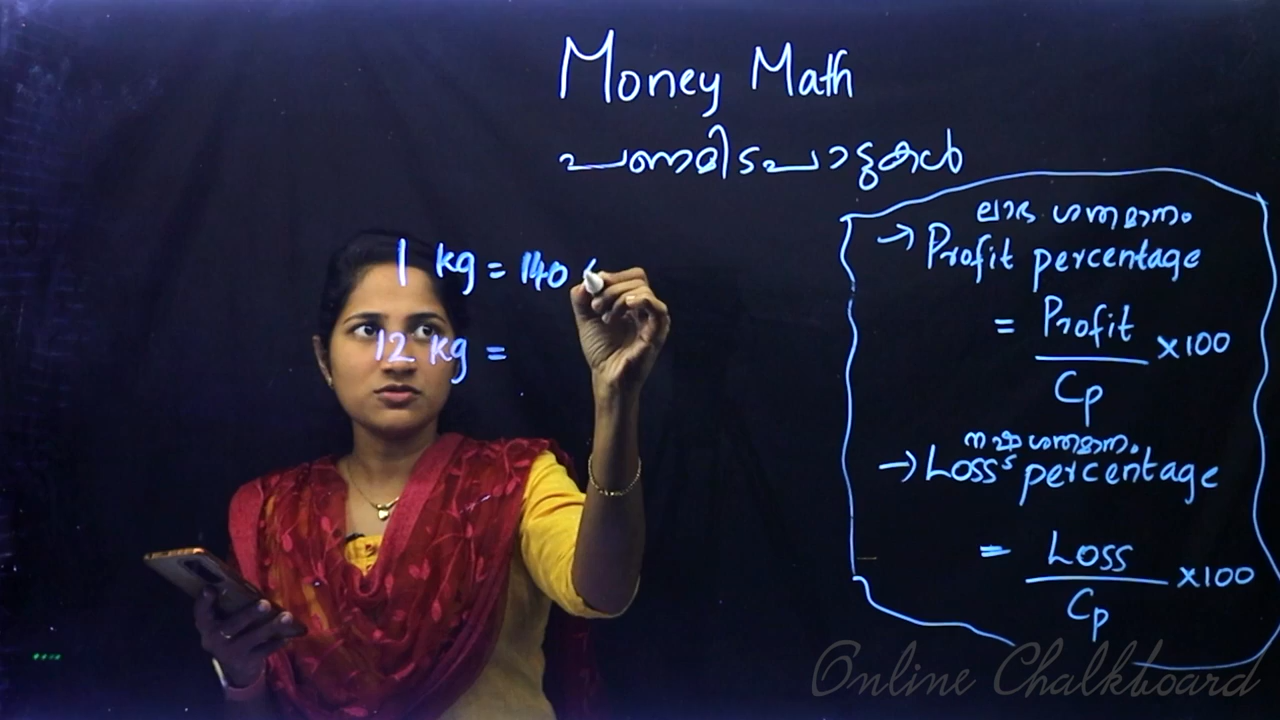 Money Math
പണമിടപാടുകൾ
1 kg = 140
12 kg =
ലാഭ ശതമാനം
→ Profit percentage
= Profit / Cp ×100
നഷ്ട ശതമാനം
→ Loss percentage
= Loss / Cp ×100
Online Chalkboard